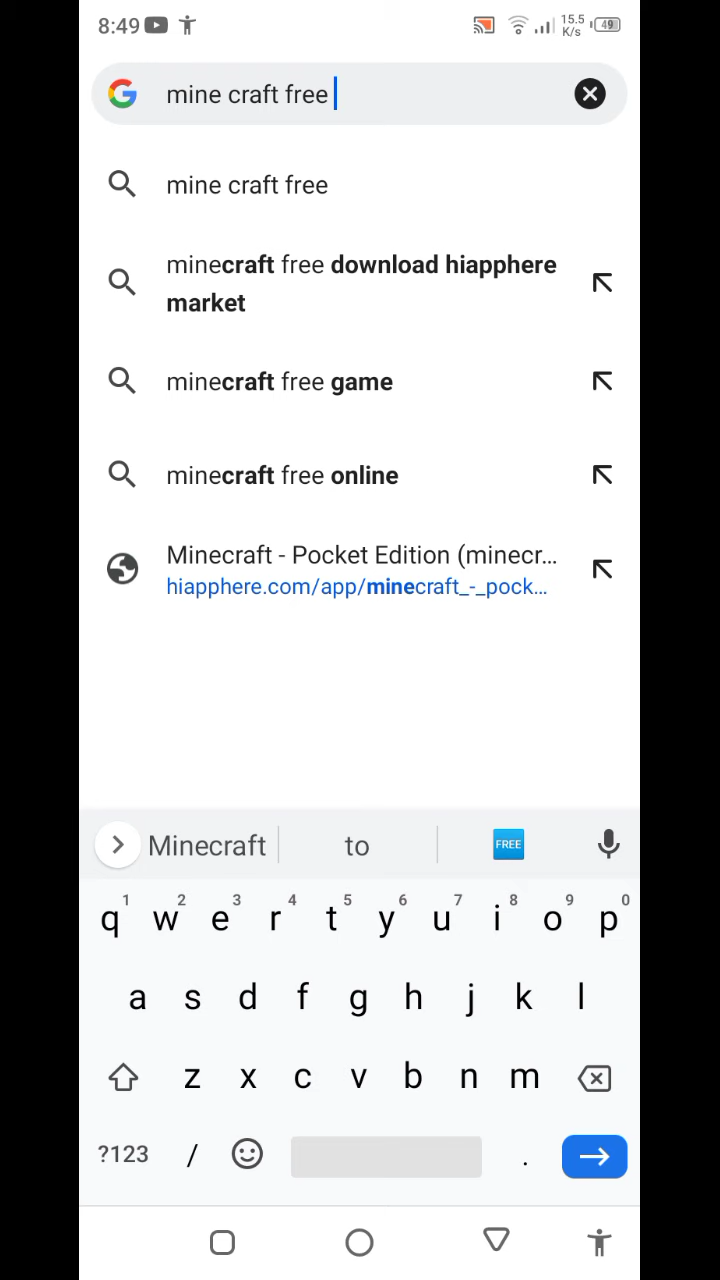 8:49 15.5 K/s 49
mine craft free
mine craft free
minecraft free download hiapphere
market
minecraft free game
minecraft free online
Minecraft - Pocket Edition (minecr...
hiapphere.com/app/minecraft_-_pock...
Minecraft to FREE
1 2 3 4 5 6 7 8 9 0
q w e r t y u i o p
a s d f g h j k l
z x c v b n m
?123 / .